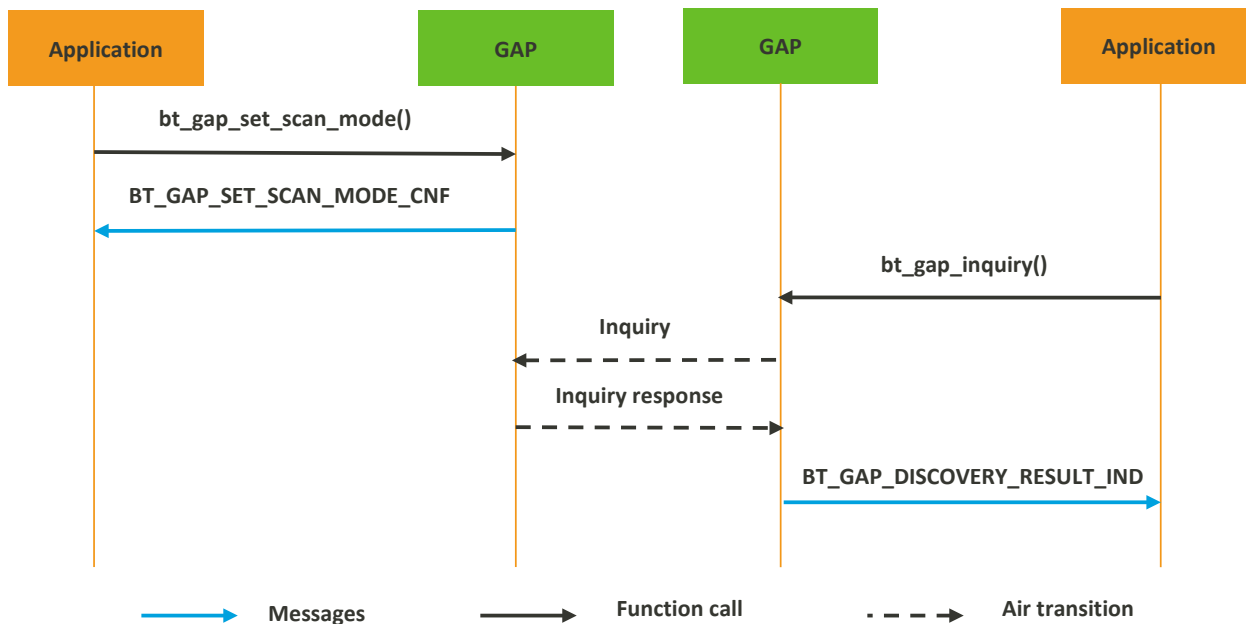 Application
GAP
GAP
Application
bt_gap_set_scan_mode()
BT_GAP_SET_SCAN_MODE_CNF
bt_gap_inquiry()
Inquiry
Inquiry response
BT_GAP_DISCOVERY_RESULT_IND
Messages
Function call
Air transition